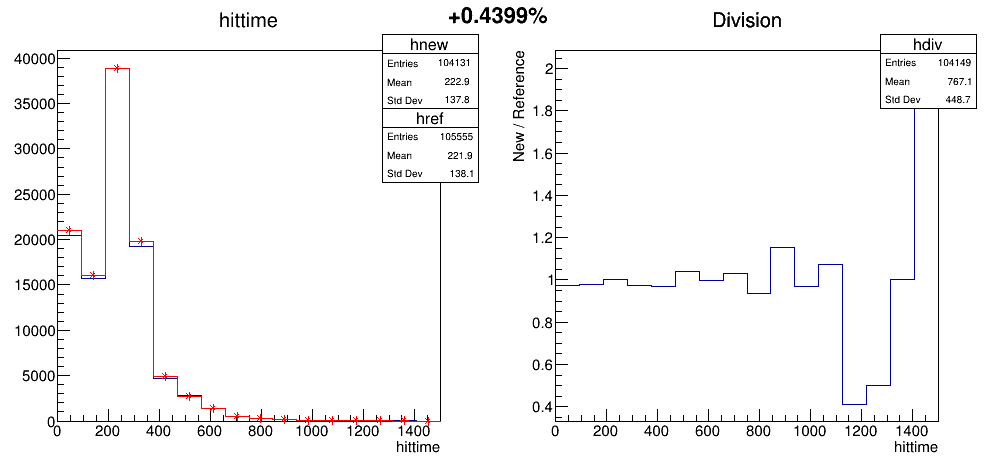 +0.4399%
hittime
hnew
Entries 104131
Mean 222.9
Std Dev 137.8
href
Entries 105555
Mean 221.9
Std Dev 138.1
40000
35000
30000
25000
20000
15000
10000
5000
0
0 200 400 600 800 1000 1200 1400
hittime
Division
hdiv
Entries 104149
Mean 767.1
Std Dev 448.7
New / Reference
2
1.8
1.6
1.4
1.2
1
0.8
0.6
0.4
0 200 400 600 800 1000 1200 1400
hittime